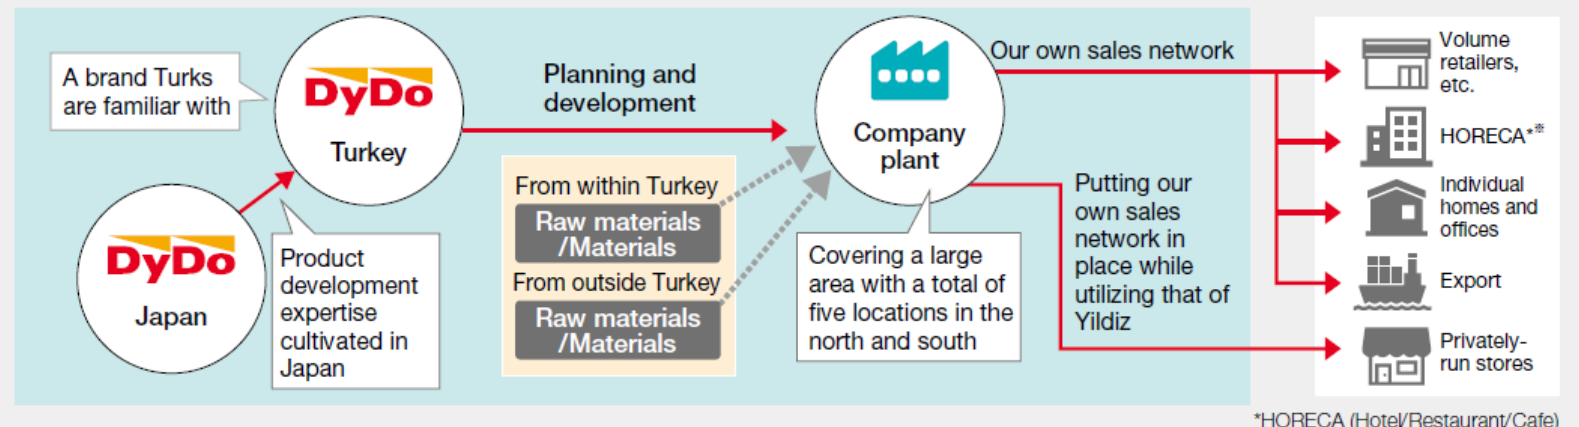 A brand Turks
are familiar with
DyDo
Turkey
DyDo
Japan
Product
development
expertise
cultivated in
Japan
Planning and
development
From within Turkey
Raw materials
/Materials
From outside Turkey
Raw materials
/Materials
Company
plant
Covering a large
area with a total of
five locations in the
north and south
Our own sales network
Putting our
own sales
network in
place while
utilizing that of
Yildiz
Volume
retailers,
etc.
HORECA*※
Individual
homes and
offices
Export
Privately-
run stores
*HORECA (Hotel/Restaurant/Cafe)